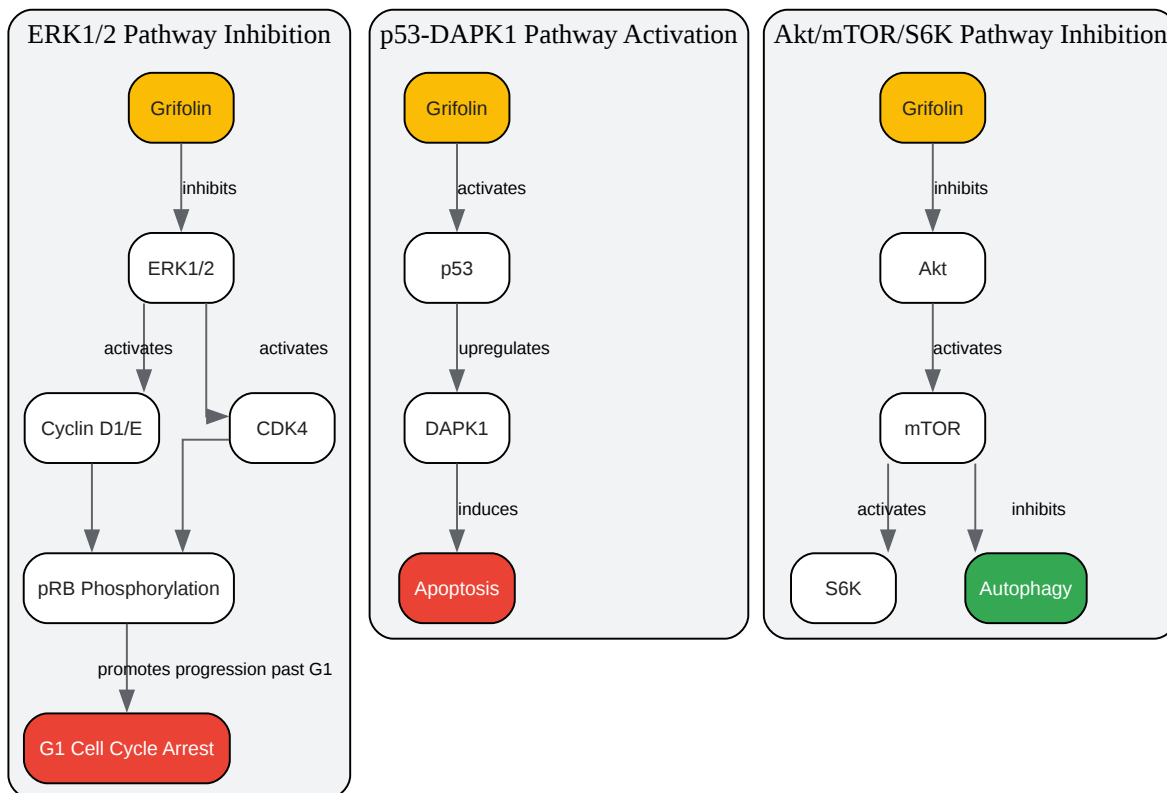 ERK1/2 Pathway Inhibition
Grifolin
inhibits
ERK1/2
activates
activates
Cyclin D1/E
CDK4
pRB Phosphorylation
promotes progression past G1
G1 Cell Cycle Arrest
p53-DAPK1 Pathway Activation
Grifolin
activates
p53
upregulates
DAPK1
induces
Apoptosis
Akt/mTOR/S6K Pathway Inhibition
Grifolin
inhibits
Akt
activates
mTOR
activates
inhibits
S6K
Autophagy